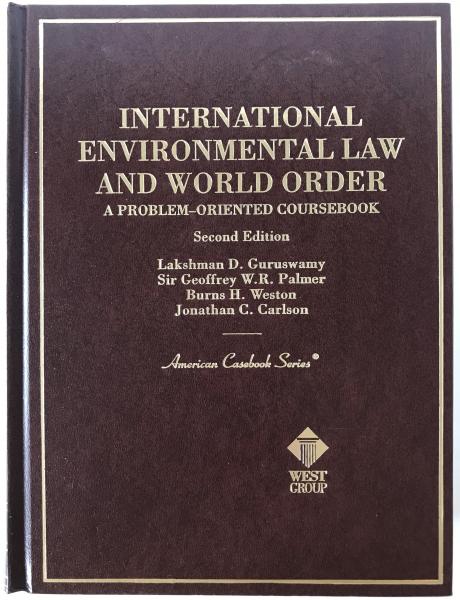 INTERNATIONAL
ENVIRONMENTAL LAW
AND WORLD ORDER
A PROBLEM–ORIENTED COURSEBOOK
Second Edition
Lakshman D. Guruswamy
Sir Geoffrey W.R. Palmer
Burns H. Weston
Jonathan C. Carlson
American Casebook Series®
WEST
GROUP